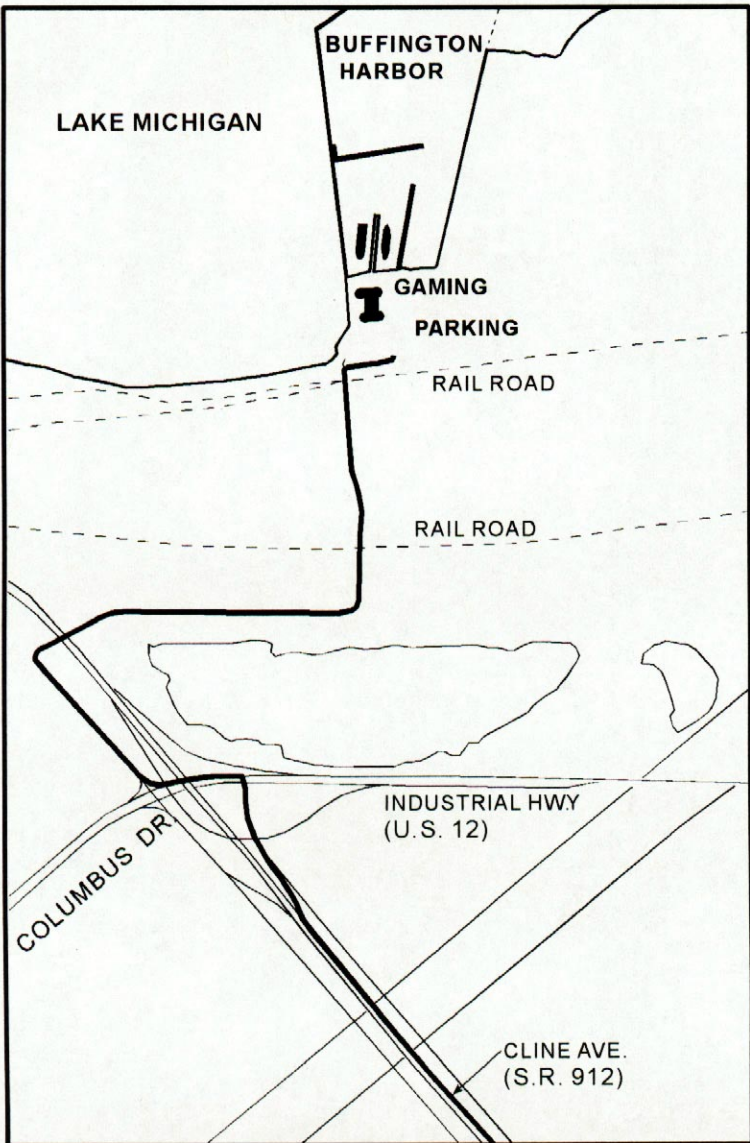 BUFFINGTON
HARBOR
LAKE MICHIGAN
GAMING
PARKING
RAIL ROAD
RAIL ROAD
INDUSTRIAL HWY
(U.S. 12)
COLUMBUS DR.
CLINE AVE.
(S.R. 912)